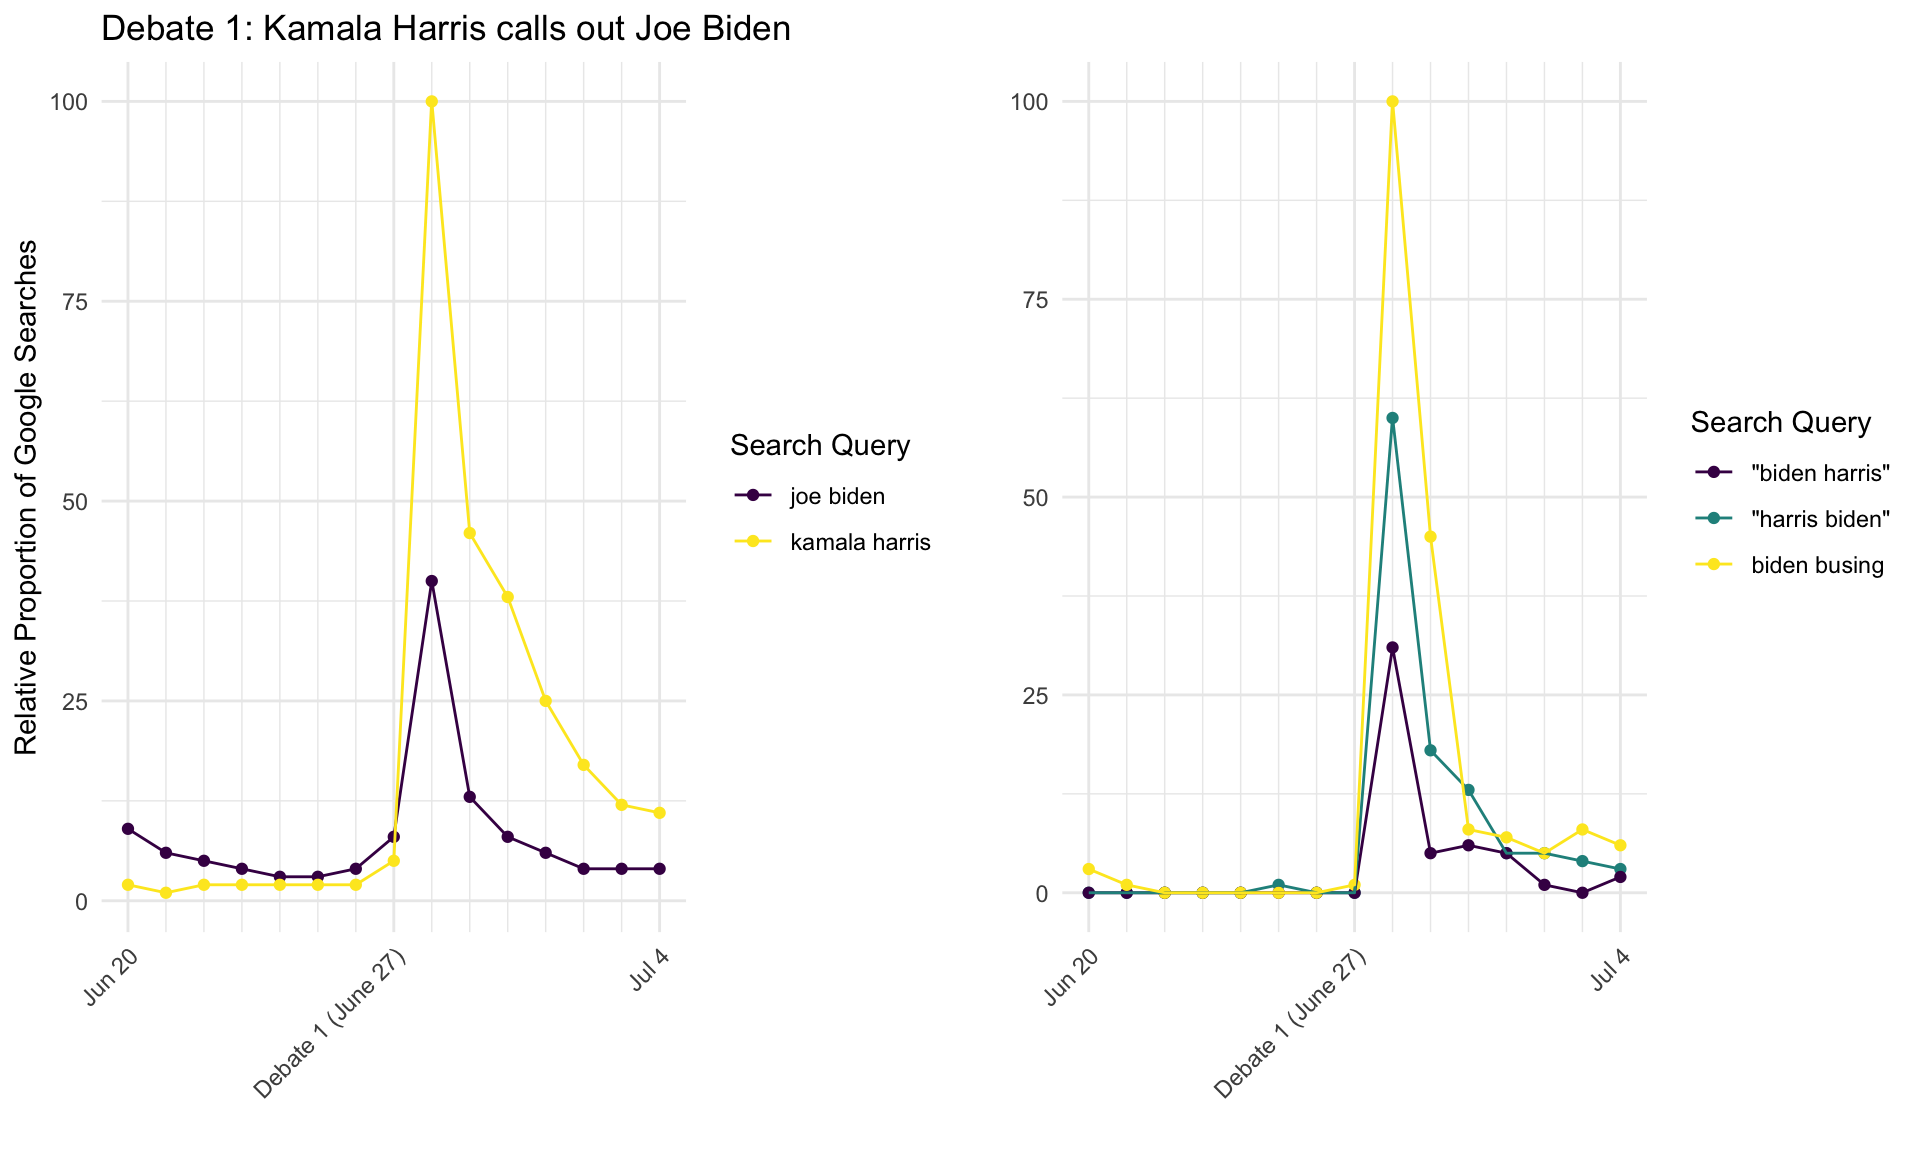 Debate 1: Kamala Harris calls out Joe Biden
Relative Proportion of Google Searches
100
75
50
25
0
Jun 20
Debate 1 (June 27)
Jul 4
Search Query
joe biden
kamala harris
100
75
50
25
0
Jun 20
Debate 1 (June 27)
Jul 4
Search Query
"biden harris"
"harris biden"
biden busing